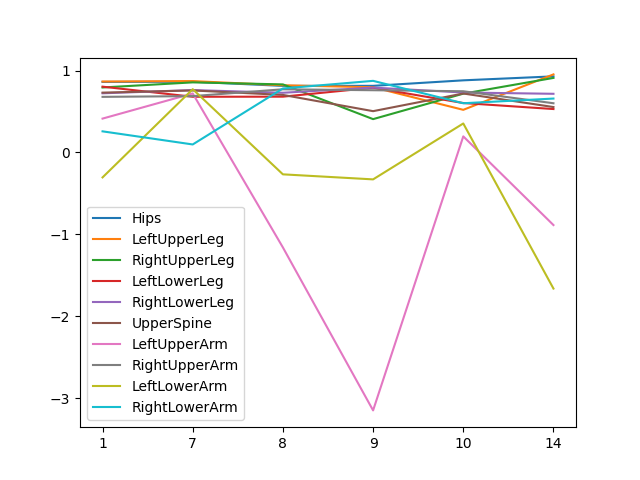 1
0
−1
−2
−3
Hips
LeftUpperLeg
RightUpperLeg
LeftLowerLeg
RightLowerLeg
UpperSpine
LeftUpperArm
RightUpperArm
LeftLowerArm
RightLowerArm
1 7 8 9 10 14